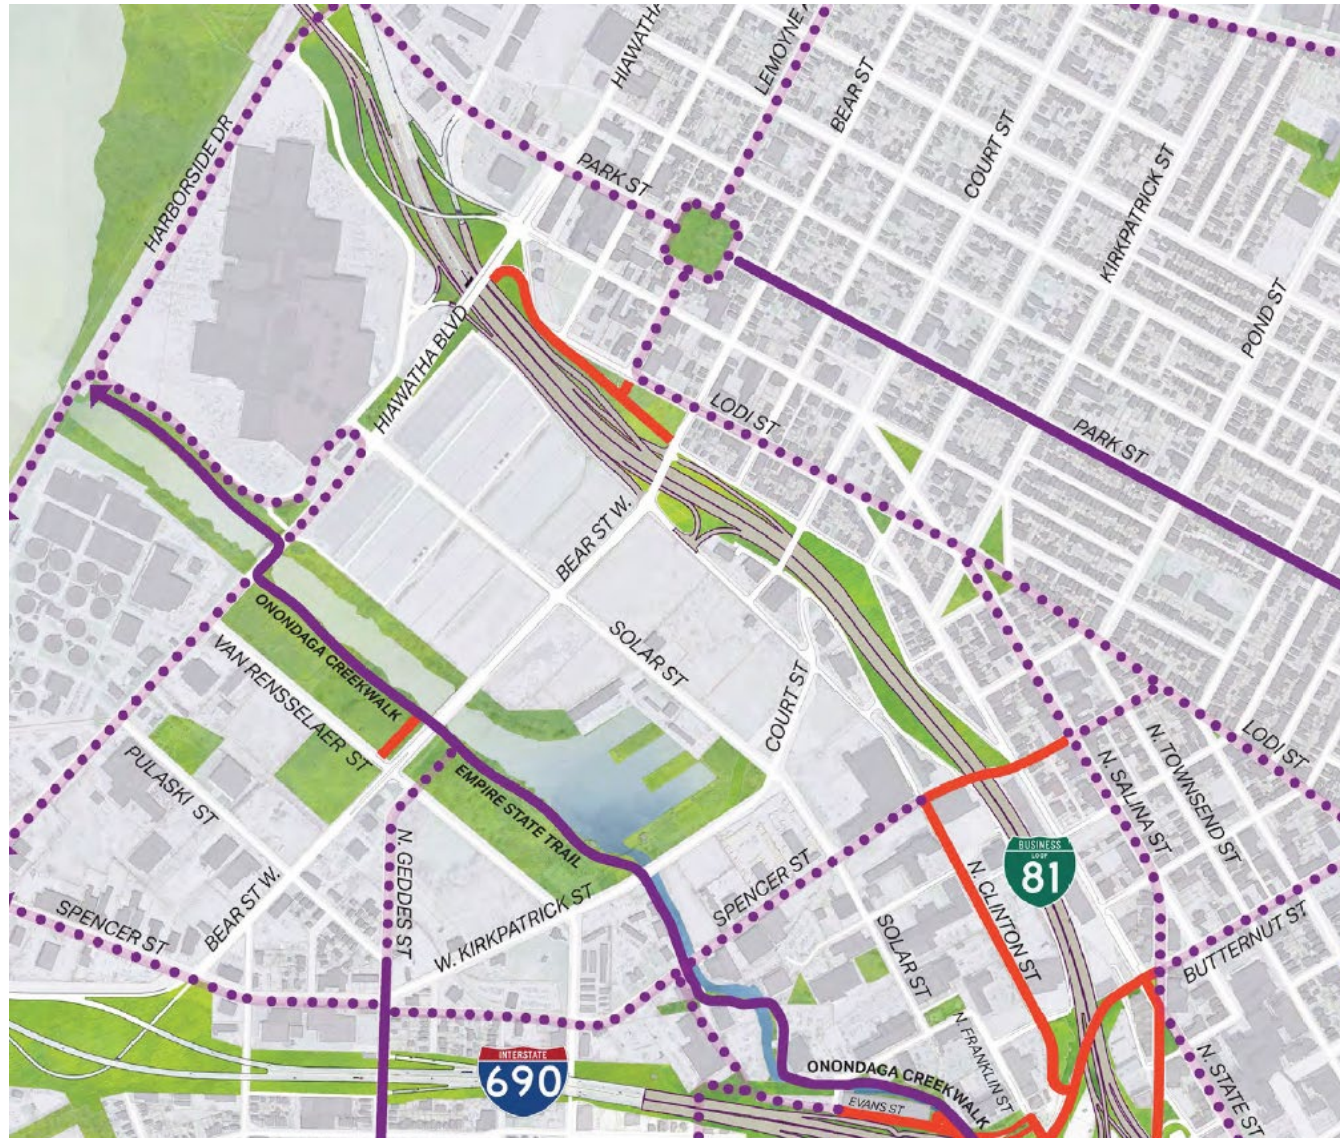 HIAWATHA
LEMOYNE A
BEAR ST
COURT ST
KIRKPATRICK ST
POND ST
HARBORSIDE DR
PARK ST
HIAWATHA BLVD
LODI ST
PARK ST
BEAR ST W.
ONONDAGA CREEKWALK
VAN RENSSELAER ST
SOLAR ST
COURT ST
PULASKI ST
EMPIRE STATE TRAIL
N. GEDDES ST
N. SALINA ST
N. TOWNSEND ST
LODI ST
BUSINESS
LOOP
81
SPENCER ST
N. CLINTON ST
SPENCER ST
BEAR ST W.
W. KIRKPATRICK ST
SOLAR ST
BUTTERNUT ST
N. FRANKLIN ST
INTERSTATE
690
ONONDAGA CREEKWALK
EVANS ST
N. STATE ST